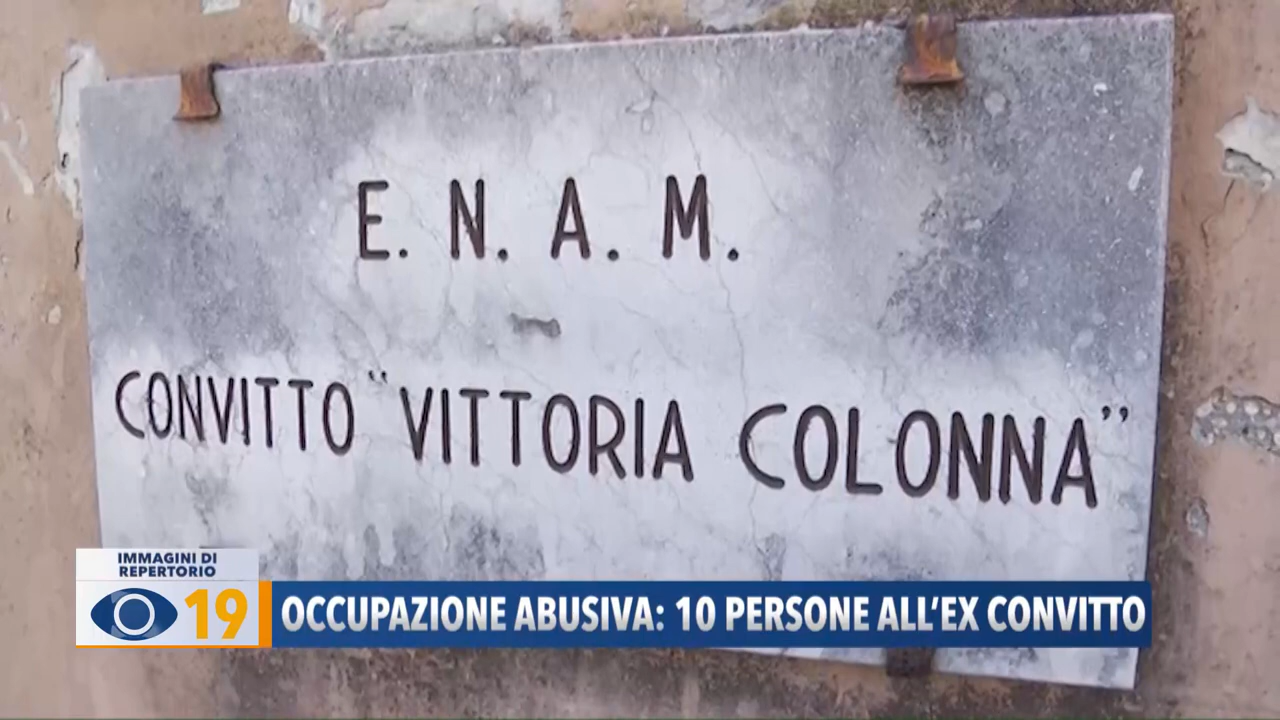 E. N. A. M.
CONVITTO "VITTORIA COLONNA"
IMMAGINI DI
REPERTORIO
19
OCCUPAZIONE ABUSIVA: 10 PERSONE ALL'EX CONVITTO